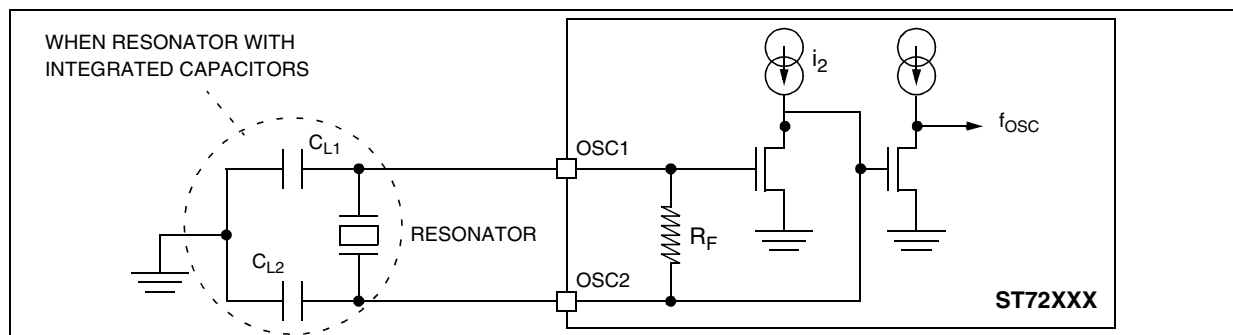 WHEN RESONATOR WITH
INTEGRATED CAPACITORS
i2
fOSC
CL1
OSC1
RESONATOR
RF
CL2
OSC2
ST72XXX